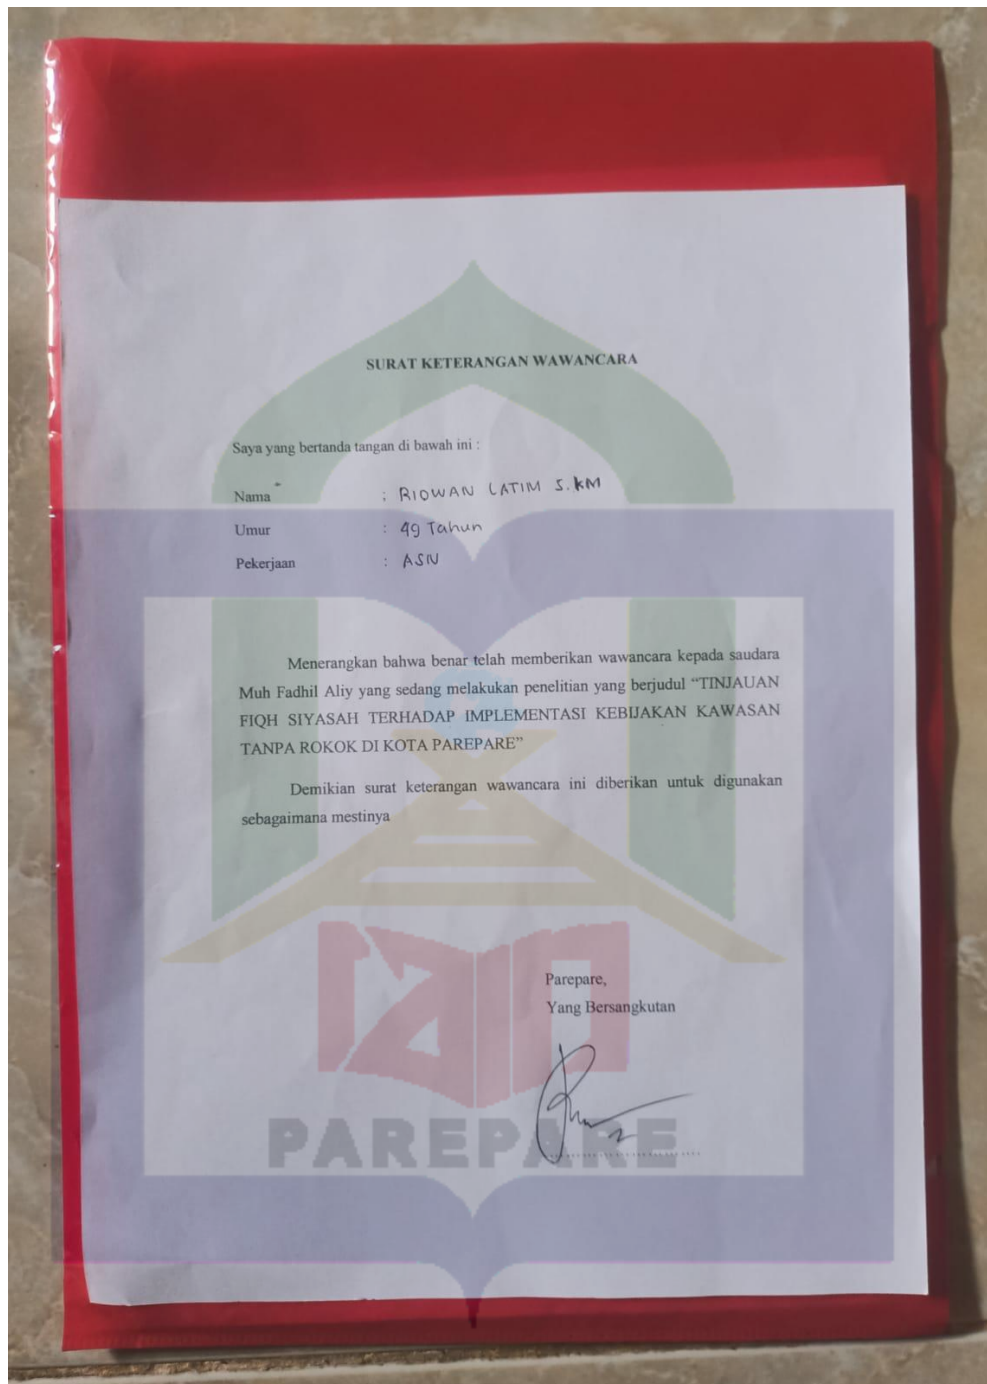 SURAT KETERANGAN WAWANCARA
Saya yang bertanda tangan di bawah ini :
Nama : RIDWAN LATIM S.KM
Umur : 49 Tahun
Pekerjaan : ASN
Menerangkan bahwa benar telah memberikan wawancara kepada saudara
Muh Fadhil Aliy yang sedang melakukan penelitian yang berjudul “TINJAUAN
FIQH SIYASAH TERHADAP IMPLEMENTASI KEBIJAKAN KAWASAN
TANPA ROKOK DI KOTA PAREPARE”
Demikian surat keterangan wawancara ini diberikan untuk digunakan
sebagaimana mestinya
Parepare,
Yang Bersangkutan
PAREPARE